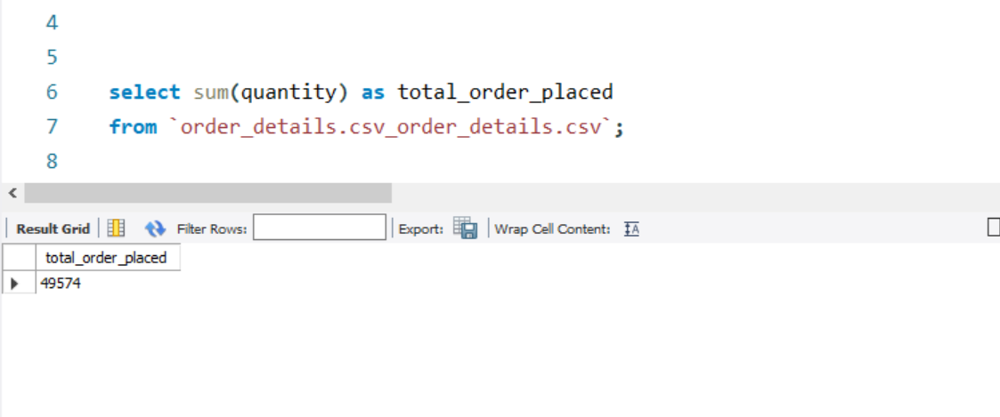 4
5
6 select sum(quantity) as total_order_placed
7 from `order_details.csv_order_details.csv`;
8
Result Grid Filter Rows: Export: Wrap Cell Content: IA
total_order_placed
49574